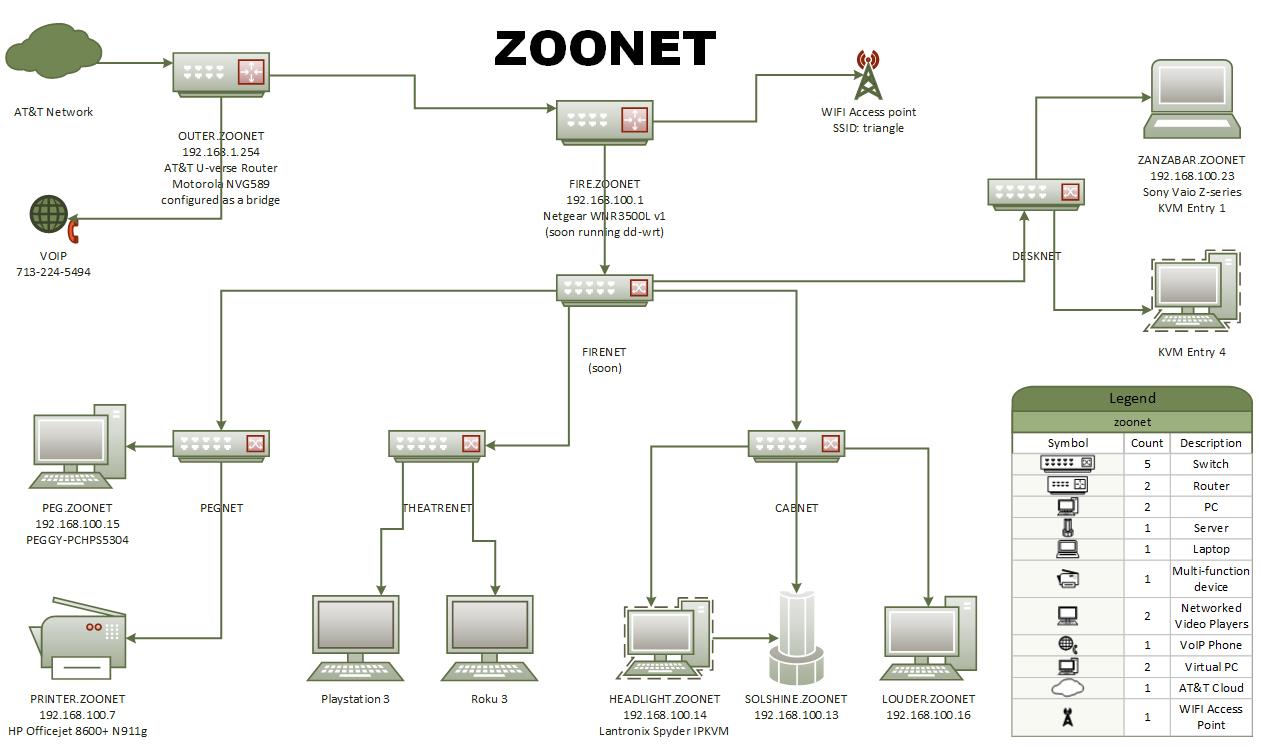 ZOONET
AT&T Network
OUTER.ZOONET
192.168.1.254
AT&T U-verse Router
Motorola NVG589
configured as a bridge
VOIP
713-224-5494
FIRE.ZOONET
192.168.100.1
Netgear WNR3500L v1
(soon running dd-wrt)
WIFI Access point
SSID: triangle
ZANZABAR.ZOONET
192.168.100.23
Sony Vaio Z-series
KVM Entry 1
DESKNET
KVM Entry 4
FIRENET
(soon)
PEG.ZOONET
192.168.100.15
PEGGY-PCHPS5304
PEGNET
THEATRENET
CABNET
PRINTER.ZOONET
192.168.100.7
HP Officejet 8600+ N911g
Playstation 3
Roku 3
HEADLIGHT.ZOONET
192.168.100.14
Lantronix Spyder IPKVM
SOLSHINE.ZOONET
192.168.100.13
LOUDER.ZOONET
192.168.100.16
Legend
zoonet
Symbol Count Description
5 Switch
2 Router
2 PC
1 Server
1 Laptop
1 Multi-function
device
2 Networked
Video Players
1 VoIP Phone
2 Virtual PC
1 AT&T Cloud
1 WIFI Access
Point